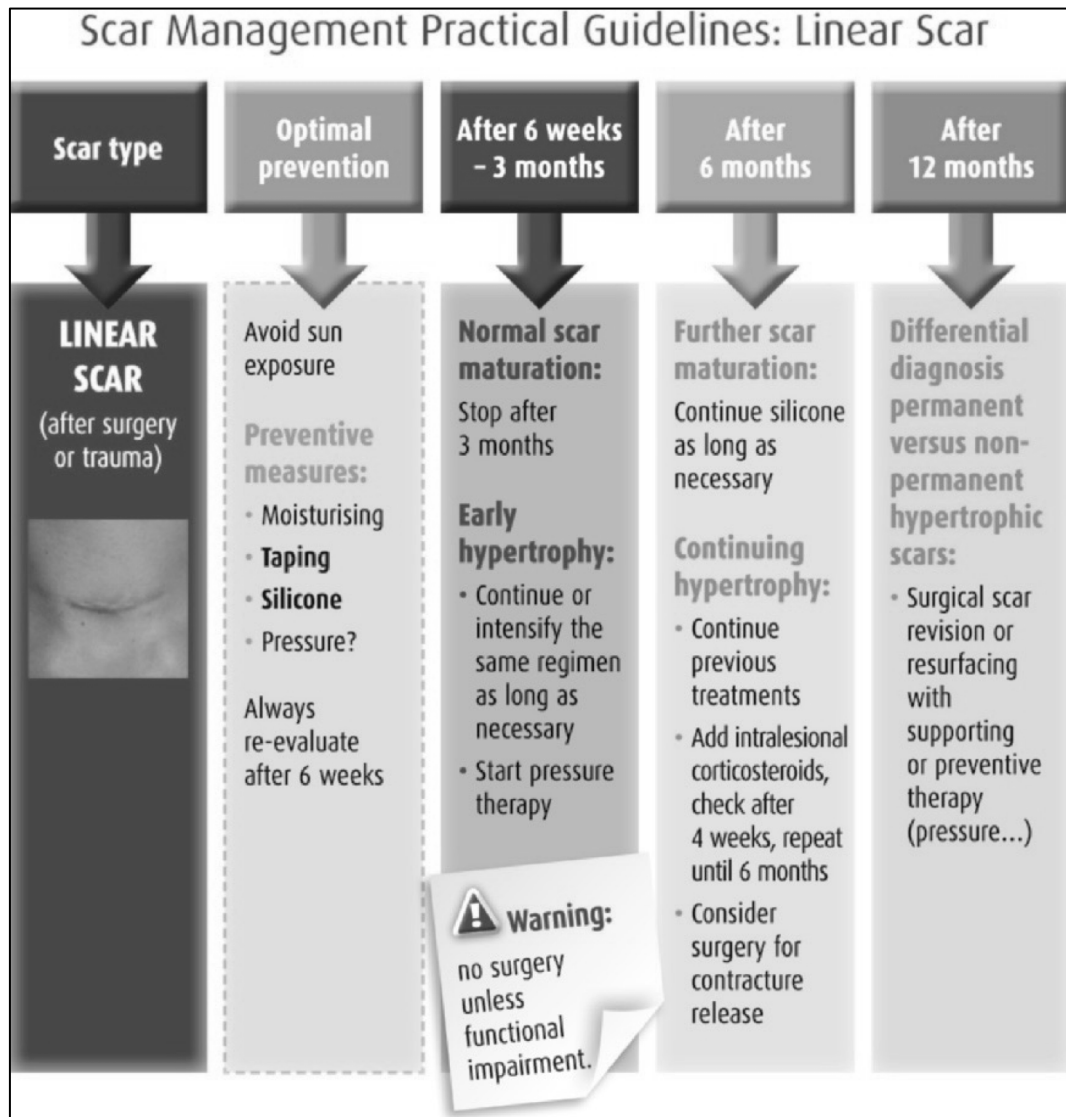 Scar Management Practical Guidelines: Linear Scar
Scar type
Optimal
prevention
After 6 weeks
– 3 months
After
6 months
After
12 months
LINEAR
SCAR
(after surgery
or trauma)
Avoid sun
exposure
Preventive
measures:
• Moisturising
• Taping
• Silicone
• Pressure?
Always
re-evaluate
after 6 weeks
Normal scar
maturation:
Stop after
3 months
Early
hypertrophy:
• Continue or
intensify the
same regimen
as long as
necessary
• Start pressure
therapy
Warning:
no surgery
unless
functional
impairment.
Further scar
maturation:
Continue silicone
as long as
necessary
Continuing
hypertrophy:
• Continue
previous
treatments
• Add intralesional
corticosteroids,
check after
4 weeks, repeat
until 6 months
• Consider
surgery for
contracture
release
Differential
diagnosis
permanent
versus non-
permanent
hypertrophic
scars:
• Surgical scar
revision or
resurfacing
with
supporting
or preventive
therapy
(pressure...)